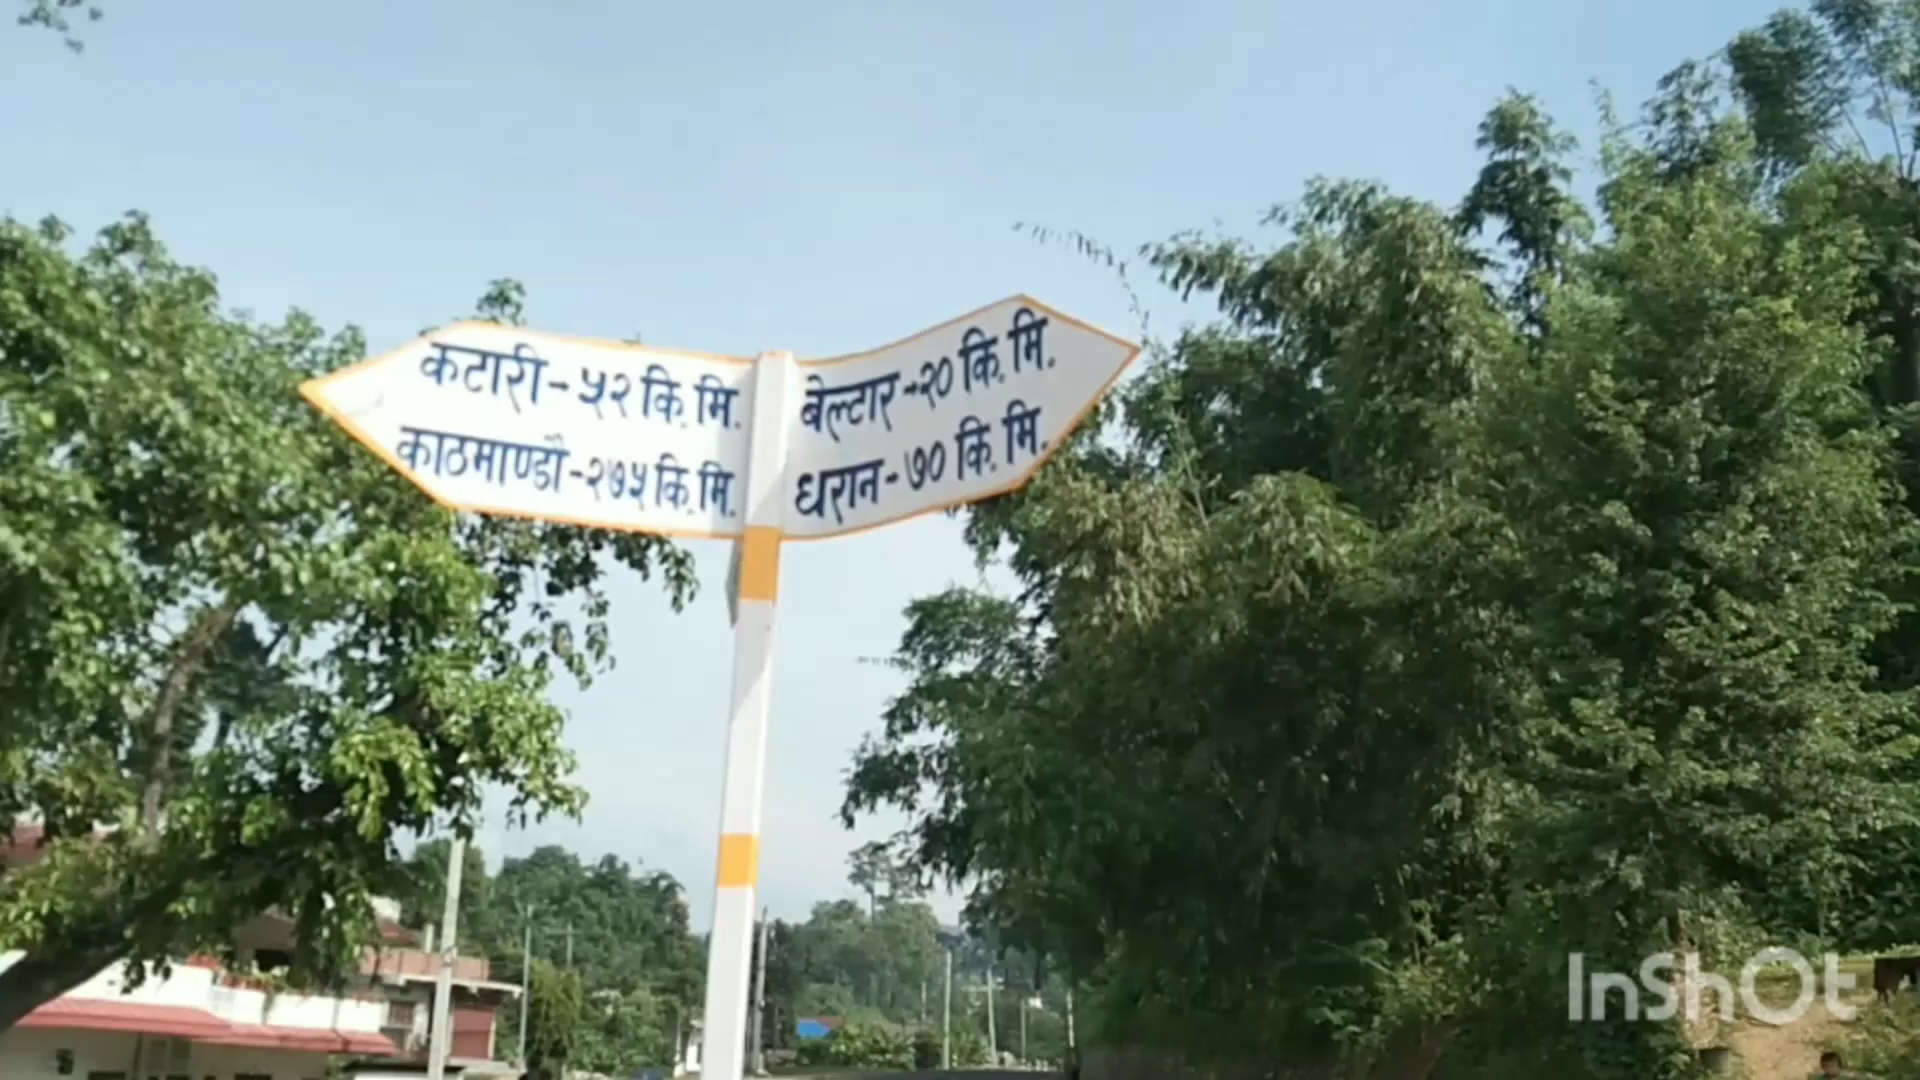 कटारी-५२ कि.मि.
काठमाण्डौ-२७५ कि.मि.
बेल्टार-२० कि.मि.
धरान-७० कि.मि.
InShOt